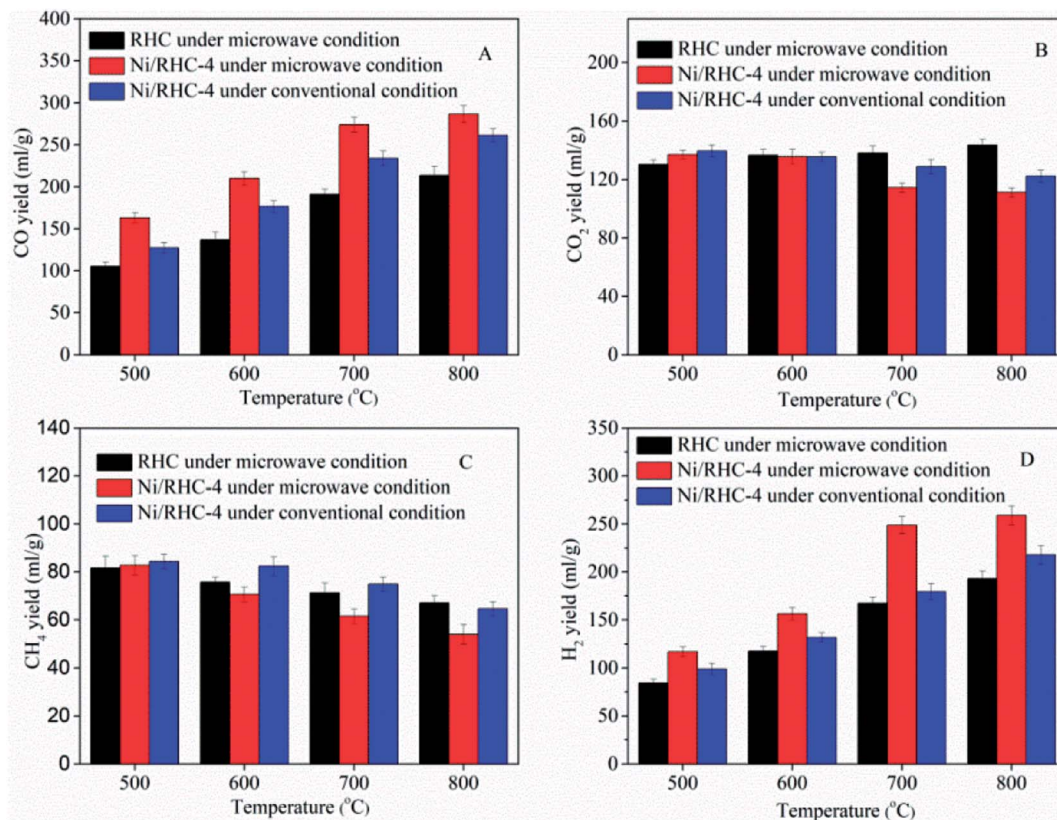 A
RHC under microwave condition
Ni/RHC-4 under microwave condition
Ni/RHC-4 under conventional condition
CO yield (ml/g)
400
350
300
250
200
150
100
50
0
500 600 700 800
Temperature (°C)
B
RHC under microwave condition
Ni/RHC-4 under microwave condition
Ni/RHC-4 under conventional condition
CO₂ yield (ml/g)
200
160
120
80
40
0
500 600 700 800
Temperature (°C)
C
RHC under microwave condition
Ni/RHC-4 under microwave condition
Ni/RHC-4 under conventional condition
CH₄ yield (ml/g)
140
120
100
80
60
40
20
0
500 600 700 800
Temperature (°C)
D
RHC under microwave condition
Ni/RHC-4 under microwave condition
Ni/RHC-4 under conventional condition
H₂ yield (ml/g)
350
300
250
200
150
100
50
0
500 600 700 800
Temperature (°C)